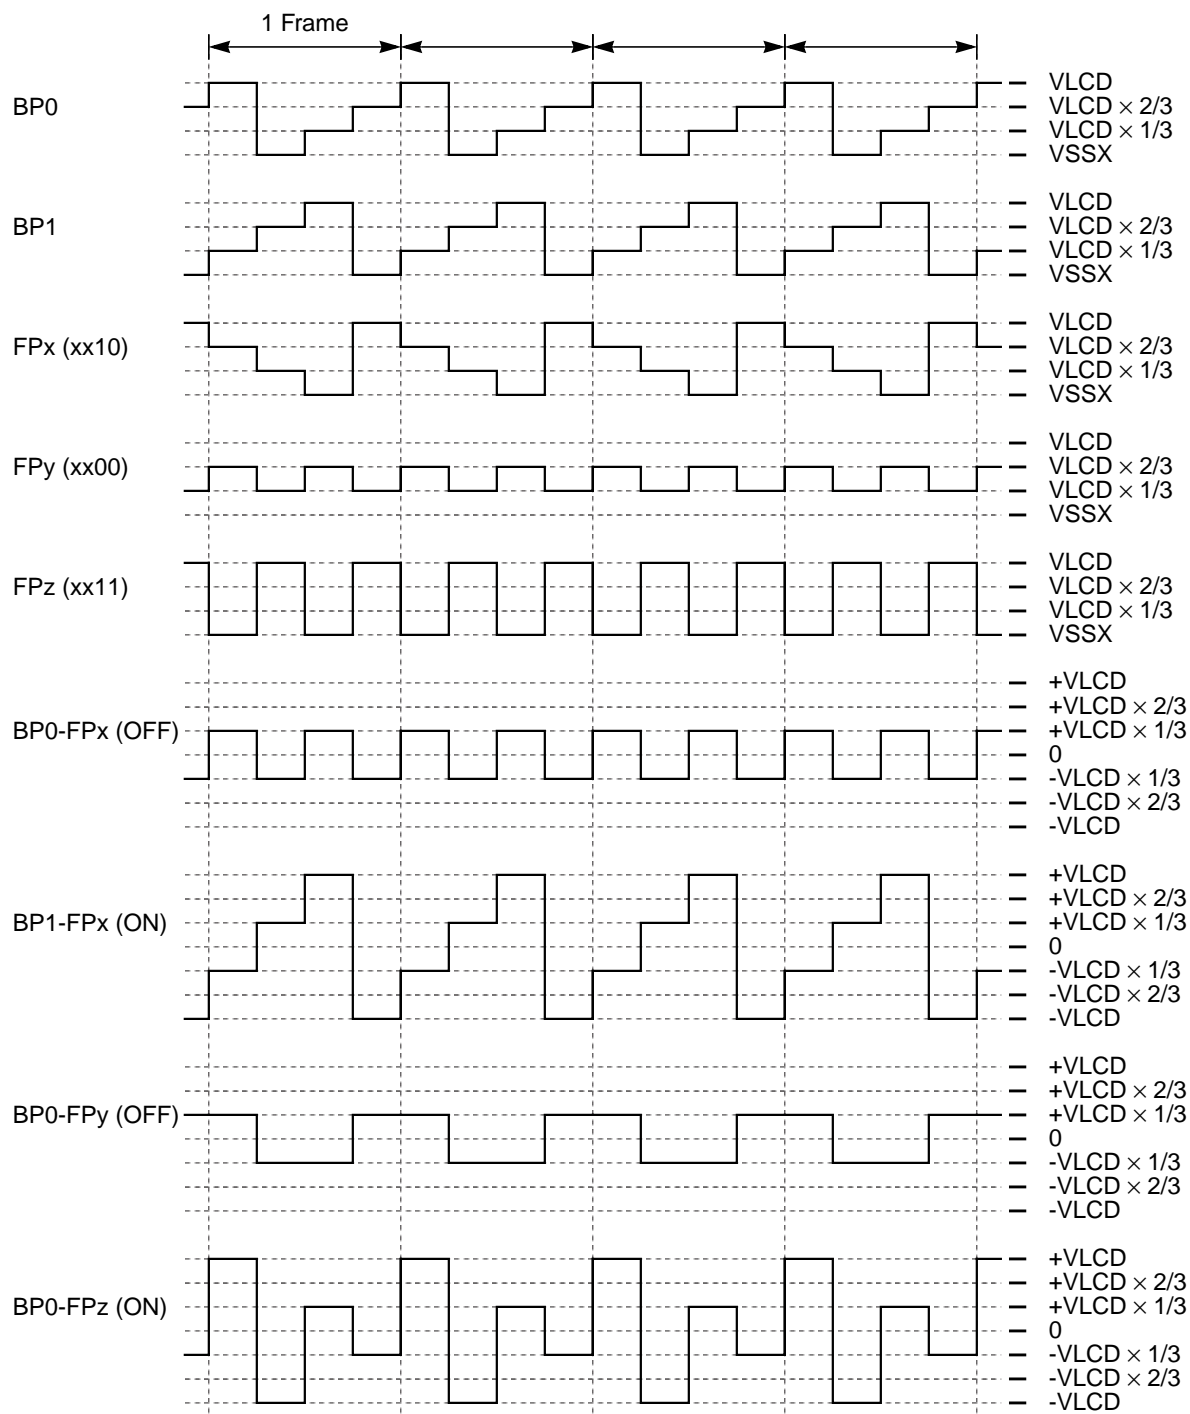 1 Frame
BP0
VLCD
VLCD × 2/3
VLCD × 1/3
VSSX
BP1
VLCD
VLCD × 2/3
VLCD × 1/3
VSSX
FPx (xx10)
VLCD
VLCD × 2/3
VLCD × 1/3
VSSX
FPy (xx00)
VLCD
VLCD × 2/3
VLCD × 1/3
VSSX
FPz (xx11)
VLCD
VLCD × 2/3
VLCD × 1/3
VSSX
BP0-FPx (OFF)
+VLCD
+VLCD × 2/3
+VLCD × 1/3
0
-VLCD × 1/3
-VLCD × 2/3
-VLCD
BP1-FPx (ON)
+VLCD
+VLCD × 2/3
+VLCD × 1/3
0
-VLCD × 1/3
-VLCD × 2/3
-VLCD
BP0-FPy (OFF)
+VLCD
+VLCD × 2/3
+VLCD × 1/3
0
-VLCD × 1/3
-VLCD × 2/3
-VLCD
BP0-FPz (ON)
+VLCD
+VLCD × 2/3
+VLCD × 1/3
0
-VLCD × 1/3
-VLCD × 2/3
-VLCD